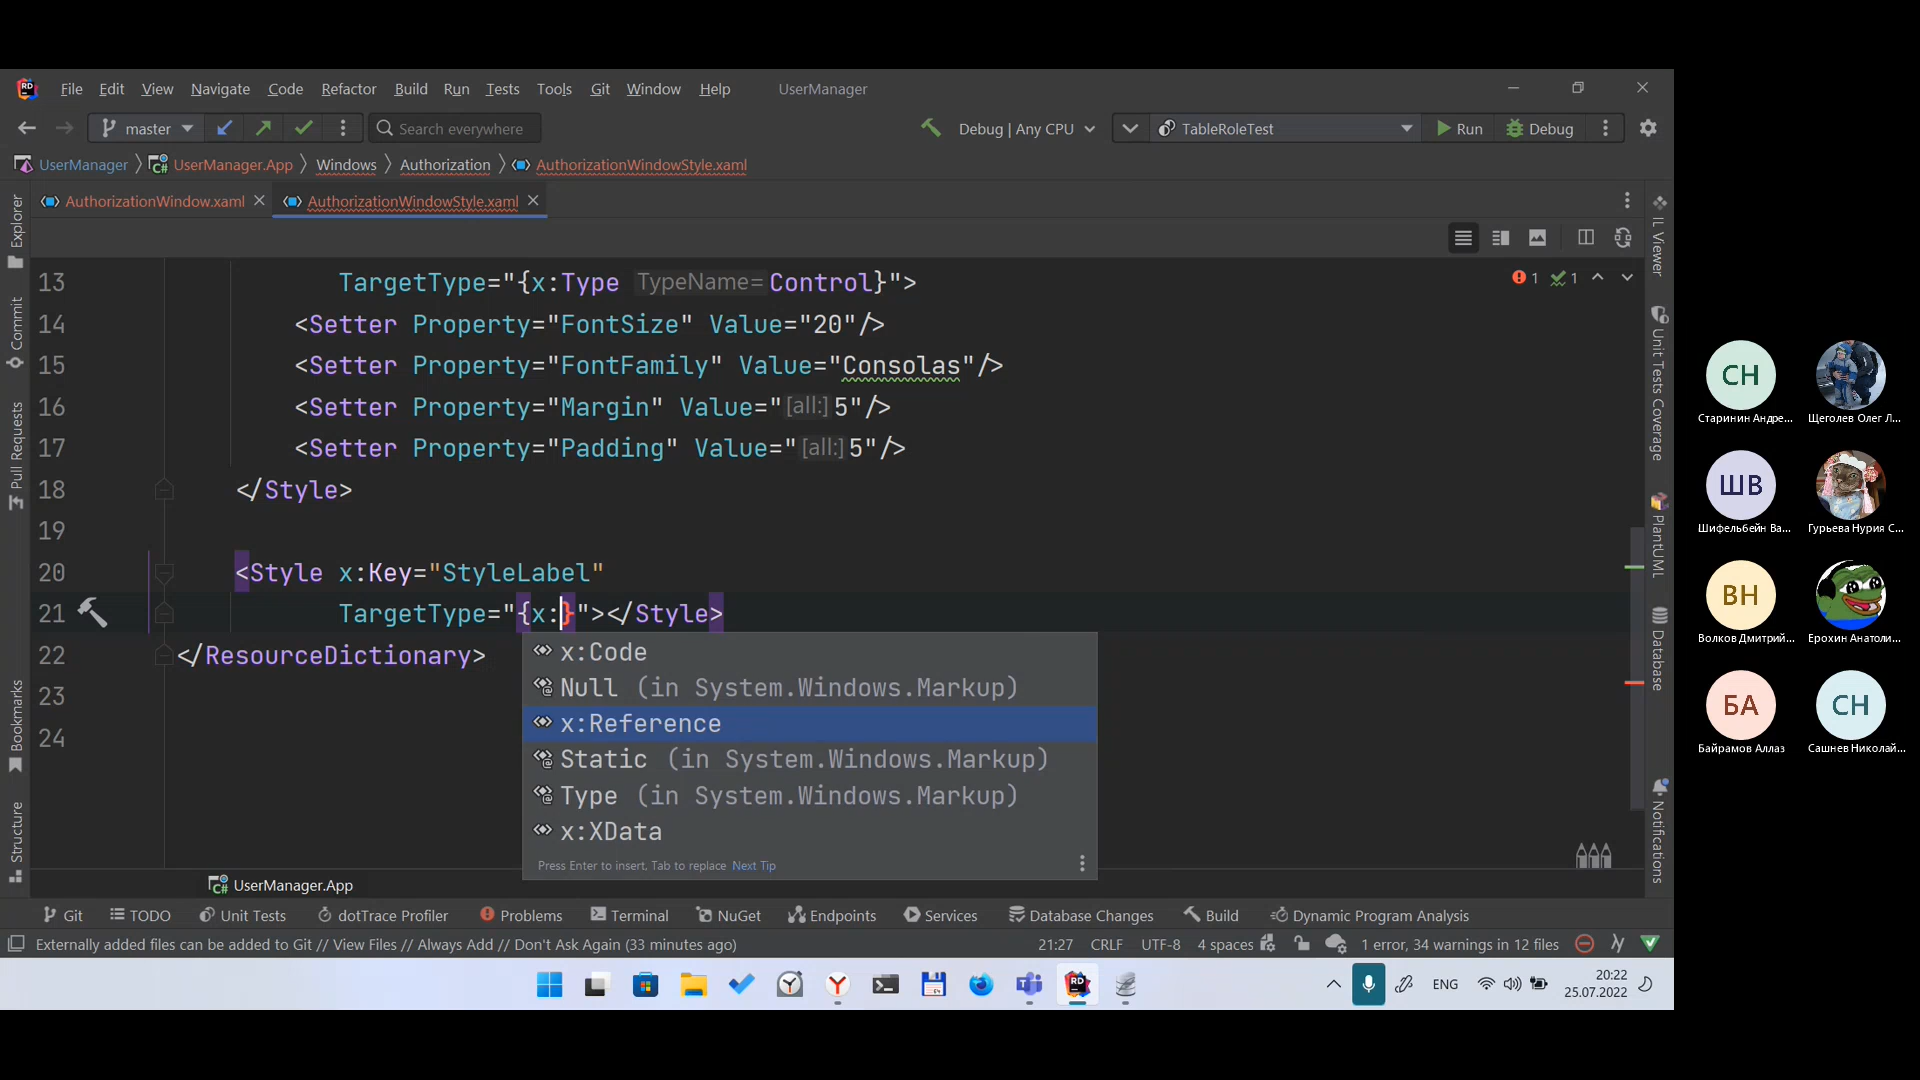 File Edit View Navigate Code Refactor Build Run Tests Tools Git Window Help UserManager
master Search everywhere Debug | Any CPU TableRoleTest Run Debug
UserManager UserManager.App Windows Authorization AuthorizationWindowStyle.xaml
AuthorizationWindow.xaml AuthorizationWindowStyle.xaml
13 TargetType="{x:Type TypeName=Control}"> 1 1
14 <Setter Property="FontSize" Value="20"/>
15 <Setter Property="FontFamily" Value="Consolas"/>
16 <Setter Property="Margin" Value="[all:]5"/>
17 <Setter Property="Padding" Value="[all:]5"/>
18 </Style>
19
20 <Style x:Key="StyleLabel"
21 TargetType="{x:}"></Style>
22 </ResourceDictionary>
23
24
x:Code
Null (in System.Windows.Markup)
x:Reference
Static (in System.Windows.Markup)
Type (in System.Windows.Markup)
x:XData
Press Enter to insert, Tab to replace Next Tip
Explorer
Commit
Pull Requests
Bookmarks
Structure
IL Viewer
Unit Tests Coverage
PlantUML
Database
Notifications
UserManager.App
Git TODO Unit Tests dotTrace Profiler Problems Terminal NuGet Endpoints Services Database Changes Build Dynamic Program Analysis
Externally added files can be added to Git // View Files // Always Add // Don't Ask Again (33 minutes ago) 21:27 CRLF UTF-8 4 spaces 1 error, 34 warnings in 12 files
ENG 20:22
25.07.2022
СН
Старинин Андре... Щеголев Олег Л...
ШВ
Шифельбейн Ва... Гурьева Нурия С...
ВН
Волков Дмитрий... Ерохин Анатоли...
БА СН
Байрамов Аллаз Сашнев Николай...